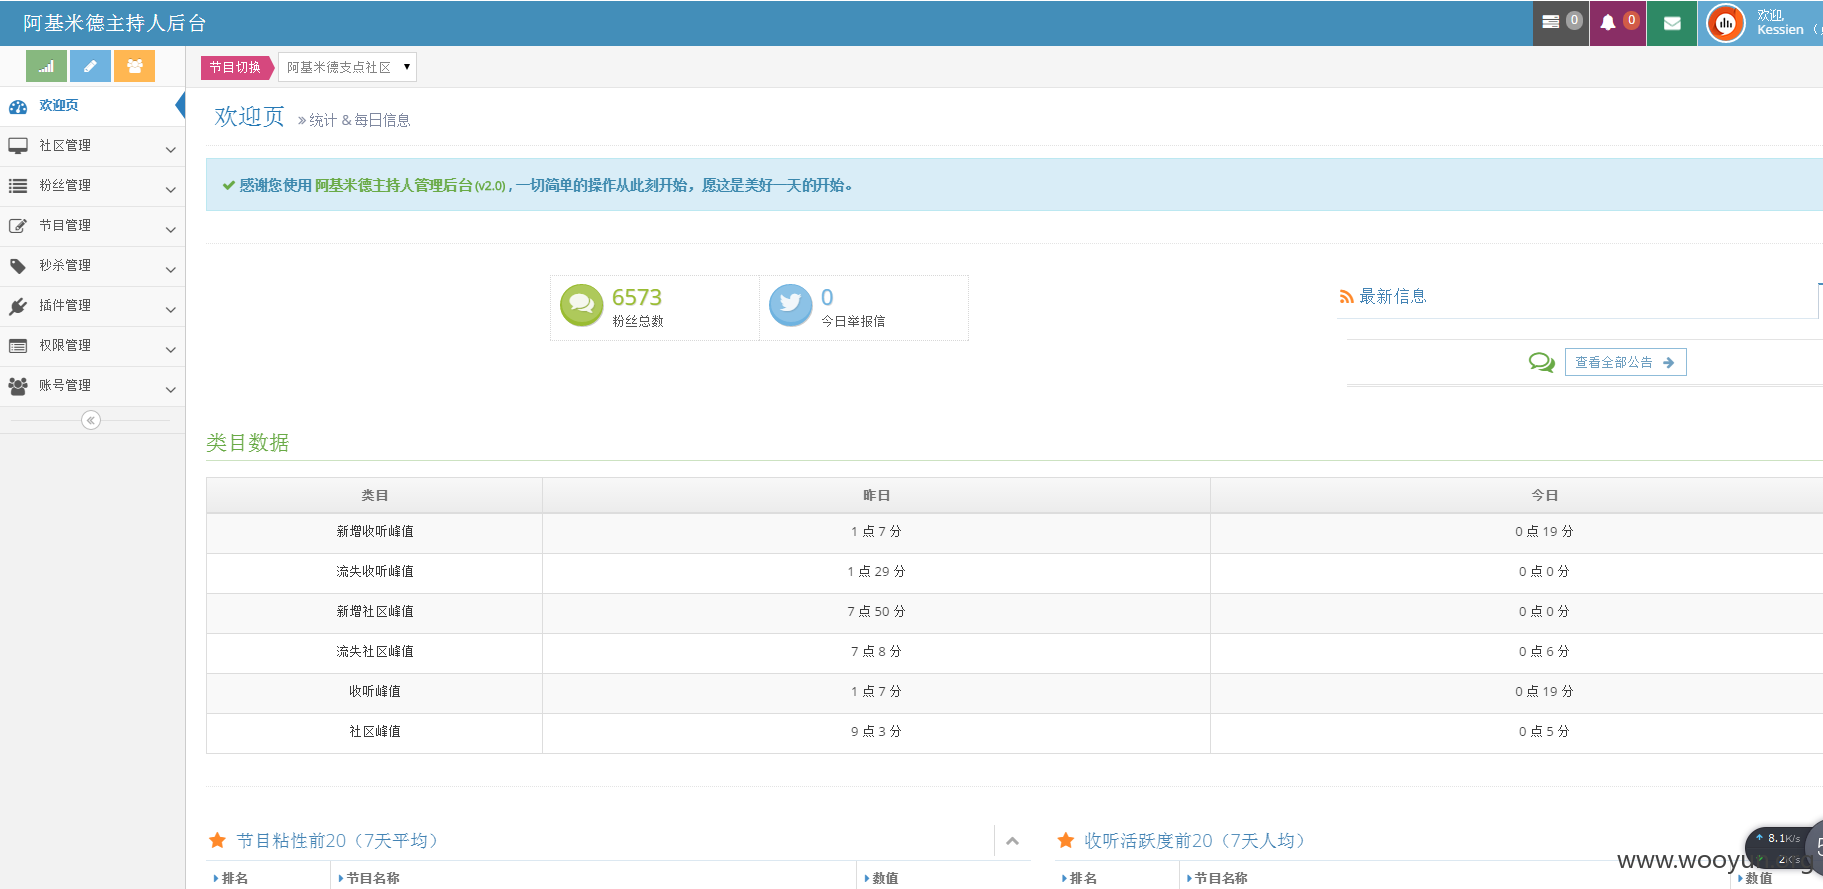 阿基米德主持人后台
0
0
欢迎,
Kessien
节目切换
阿基米德支点社区
欢迎页
社区管理
粉丝管理
节目管理
秒杀管理
插件管理
权限管理
账号管理
欢迎页 » 统计 & 每日信息
感谢您使用 阿基米德主持人管理后台 (v2.0) , 一切简单的操作从此刻开始，愿这是美好一天的开始。
6573
粉丝总数
0
今日举报信
最新信息
查看全部公告
类目数据
类目 昨日 今日
新增收听峰值 1 点 7 分 0 点 19 分
流失收听峰值 1 点 29 分 0 点 0 分
新增社区峰值 7 点 50 分 0 点 0 分
流失社区峰值 7 点 8 分 0 点 6 分
收听峰值 1 点 7 分 0 点 19 分
社区峰值 9 点 3 分 0 点 5 分
节目粘性前20（7天平均）
排名 节目名称 数值
收听活跃度前20（7天人均）
排名 节目名称 数值
8.1K/s
2K/s